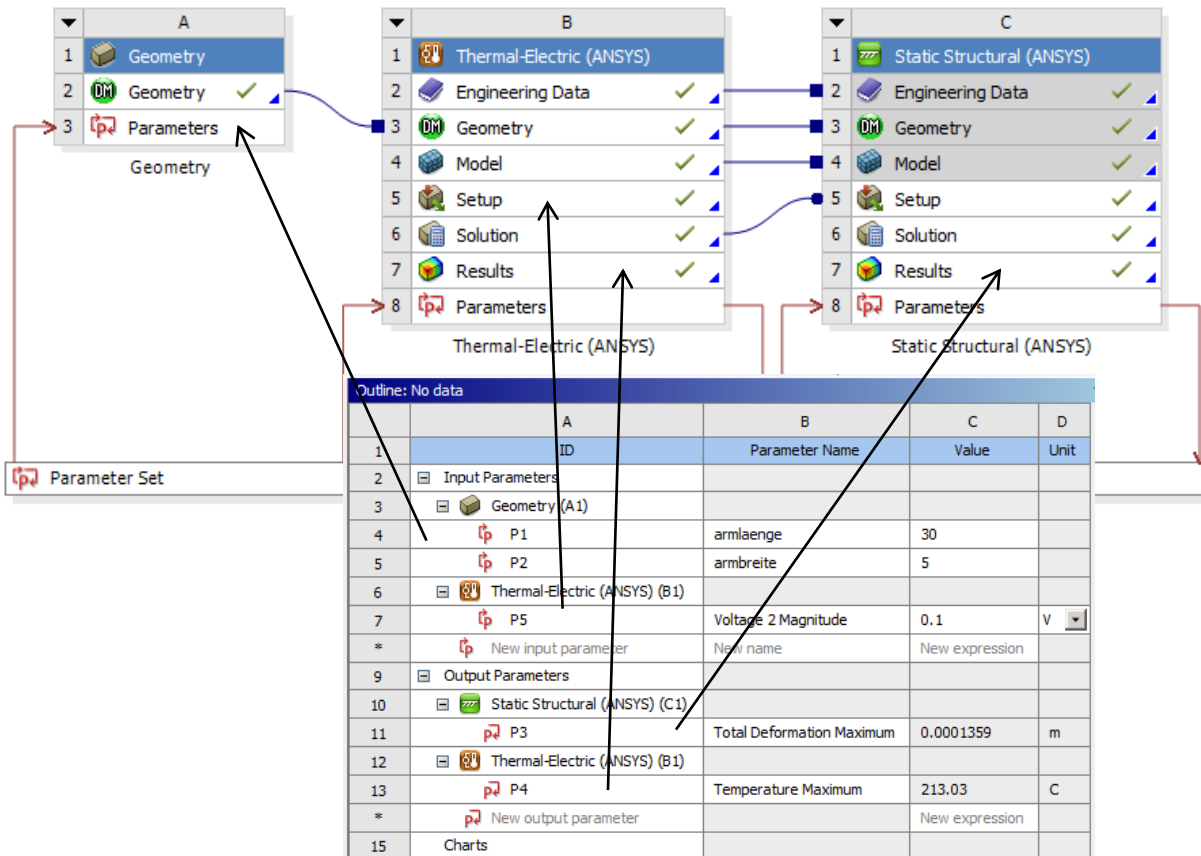 A
1 Geometry
2 DM Geometry
3 Parameters
Geometry
B
1 Thermal-Electric (ANSYS)
2 Engineering Data
3 DM Geometry
4 Model
5 Setup
6 Solution
7 Results
8 Parameters
Thermal-Electric (ANSYS)
C
1 Static Structural (ANSYS)
2 Engineering Data
3 DM Geometry
4 Model
5 Setup
6 Solution
7 Results
8 Parameters
Static Structural (ANSYS)
Parameter Set
Outline: No data
A B C D
1 ID Parameter Name Value Unit
2 Input Parameters
3 Geometry (A1)
4 P1 armlaenge 30
5 P2 armbreite 5
6 Thermal-Electric (ANSYS) (B1)
7 P5 Voltage 2 Magnitude 0.1 V
* New input parameter New name New expression
9 Output Parameters
10 Static Structural (ANSYS) (C1)
11 P3 Total Deformation Maximum 0.0001359 m
12 Thermal-Electric (ANSYS) (B1)
13 P4 Temperature Maximum 213.03 C
* New output parameter New expression
15 Charts